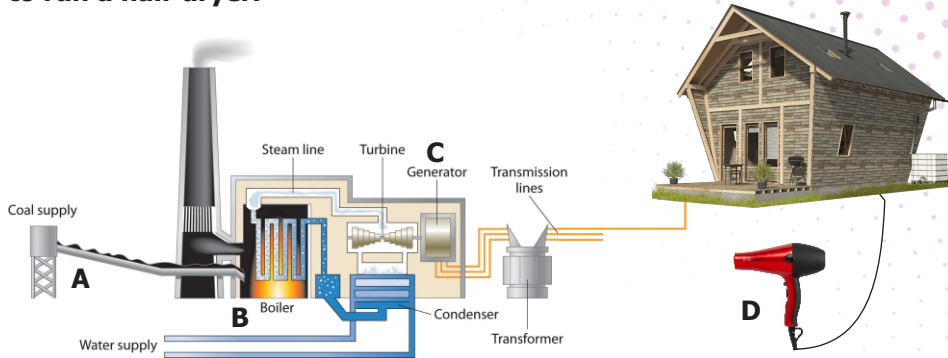 to run a hair dryer.
Steam line
Turbine
C
Generator
Transmission
lines
Coal supply
A
B
Boiler
Condenser
D
Transformer
Water supply